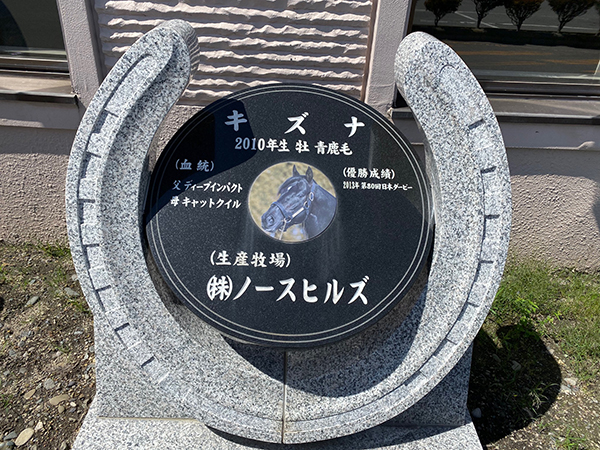 キズナ
2010年生 牡 青鹿毛
(血統)
父 ディープインパクト
母 キャットクイル
(優勝成績)
2013年 第80回日本ダービー
(生産牧場)
㈱ノースヒルズ